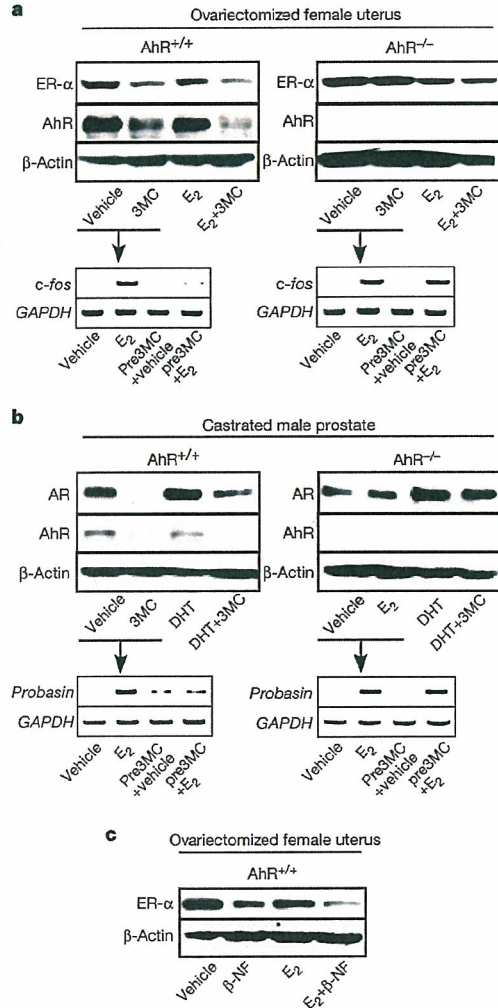 a
Ovariectomized female uterus
AhR+/+
AhR−/−
ER-α
AhR
AhR
β-Actin
β-Actin
Vehicle
3MC
E2
E2+3MC
Vehicle
3MC
E2
E2+3MC
c-fos
c-fos
GAPDH
GAPDH
Vehicle
E2
Pre3MC
+vehicle
pre3MC
+E2
Vehicle
E2
Pre3MC
+vehicle
pre3MC
+E2
b
Castrated male prostate
AhR+/+
AhR−/−
AR
AR
AhR
AhR
β-Actin
β-Actin
Vehicle
3MC
DHT
DHT+3MC
Vehicle
E2
DHT
DHT+3MC
Probasin
Probasin
GAPDH
GAPDH
Vehicle
E2
Pre3MC
+vehicle
pre3MC
+E2
Vehicle
E2
Pre3MC
+vehicle
pre3MC
+E2
c
Ovariectomized female uterus
AhR+/+
ER-α
β-Actin
Vehicle
β-NF
E2
E2+β-NF